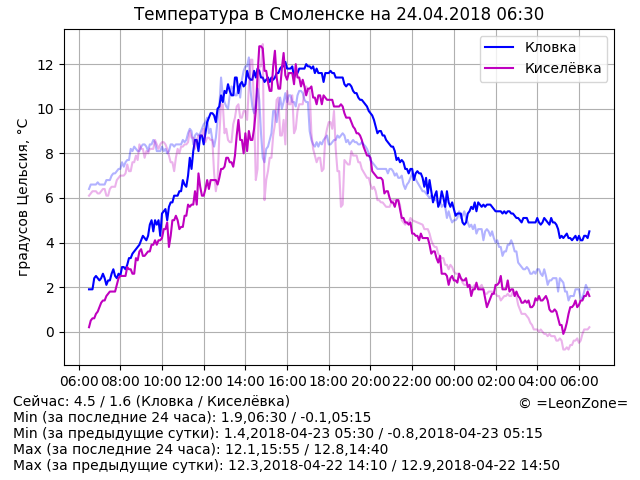 Температура в Смоленске на 24.04.2018 06:30
градусов Цельсия, °C
12
10
8
6
4
2
0
Кловка
Киселёвка
06:00 08:00 10:00 12:00 14:00 16:00 18:00 20:00 22:00 00:00 02:00 04:00 06:00
Сейчас: 4.5 / 1.6 (Кловка / Киселёвка)
© =LeonZone=
Min (за последние 24 часа): 1.9,06:30 / -0.1,05:15
Min (за предыдущие сутки): 1.4,2018-04-23 05:30 / -0.8,2018-04-23 05:15
Max (за последние 24 часа): 12.1,15:55 / 12.8,14:40
Max (за предыдущие сутки): 12.3,2018-04-22 14:10 / 12.9,2018-04-22 14:50